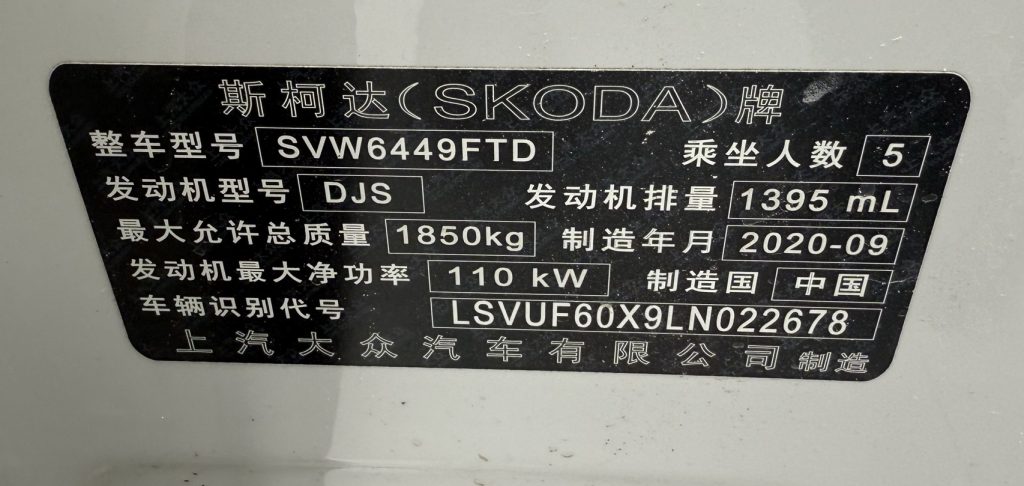 斯柯达(SKODA)牌
整车型号 SVW6449FTD 乘坐人数 5
发动机型号 DJS 发动机排量 1395 mL
最大允许总质量 1850kg 制造年月 2020-09
发动机最大净功率 110 kW 制造国 中国
车辆识别代号 LSVUF60X9LN022678
上汽大众汽车有限公司 制造